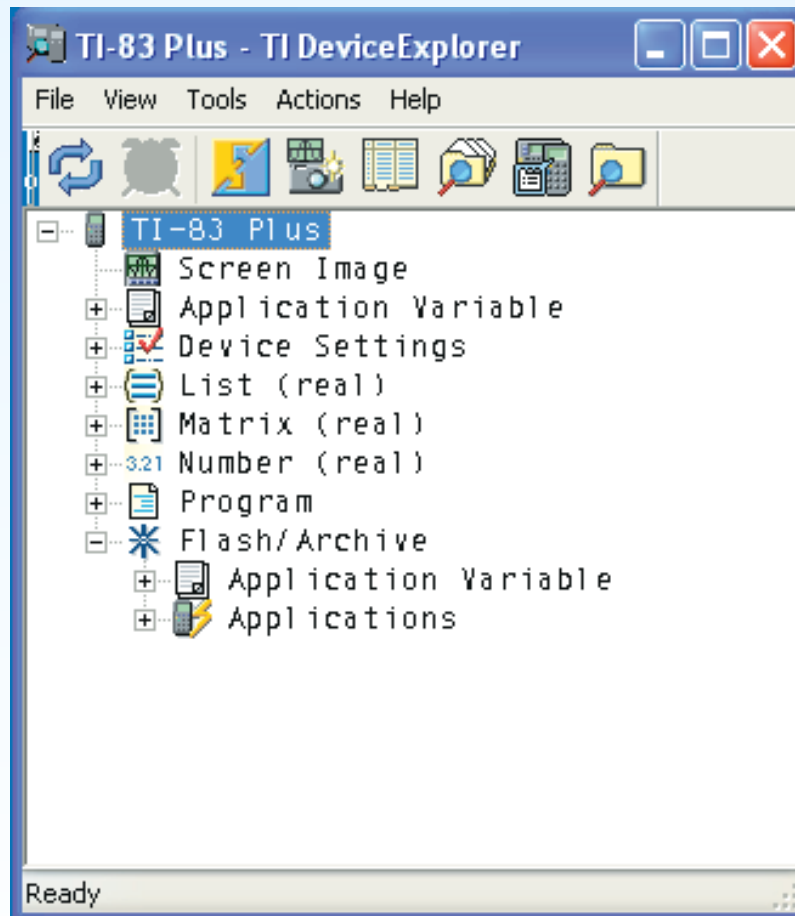 TI-83 Plus - TI DeviceExplorer
File View Tools Actions Help
TI-83 Plus
Screen Image
Application Variable
Device Settings
List (real)
Matrix (real)
3.21 Number (real)
Program
Flash/Archive
Application Variable
Applications
Ready